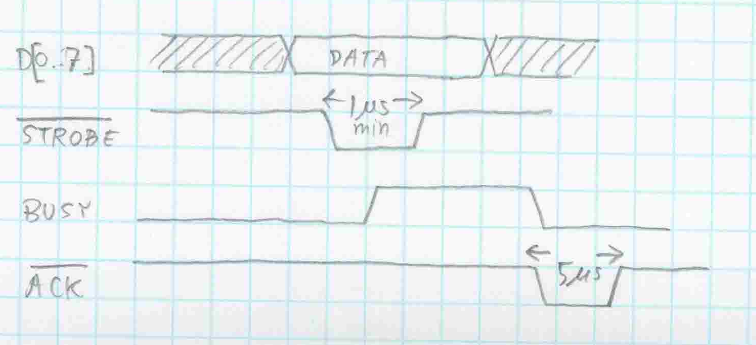 D[0..7]
DATA
1µs
min
STROBE
BUSY
ACK
5µs